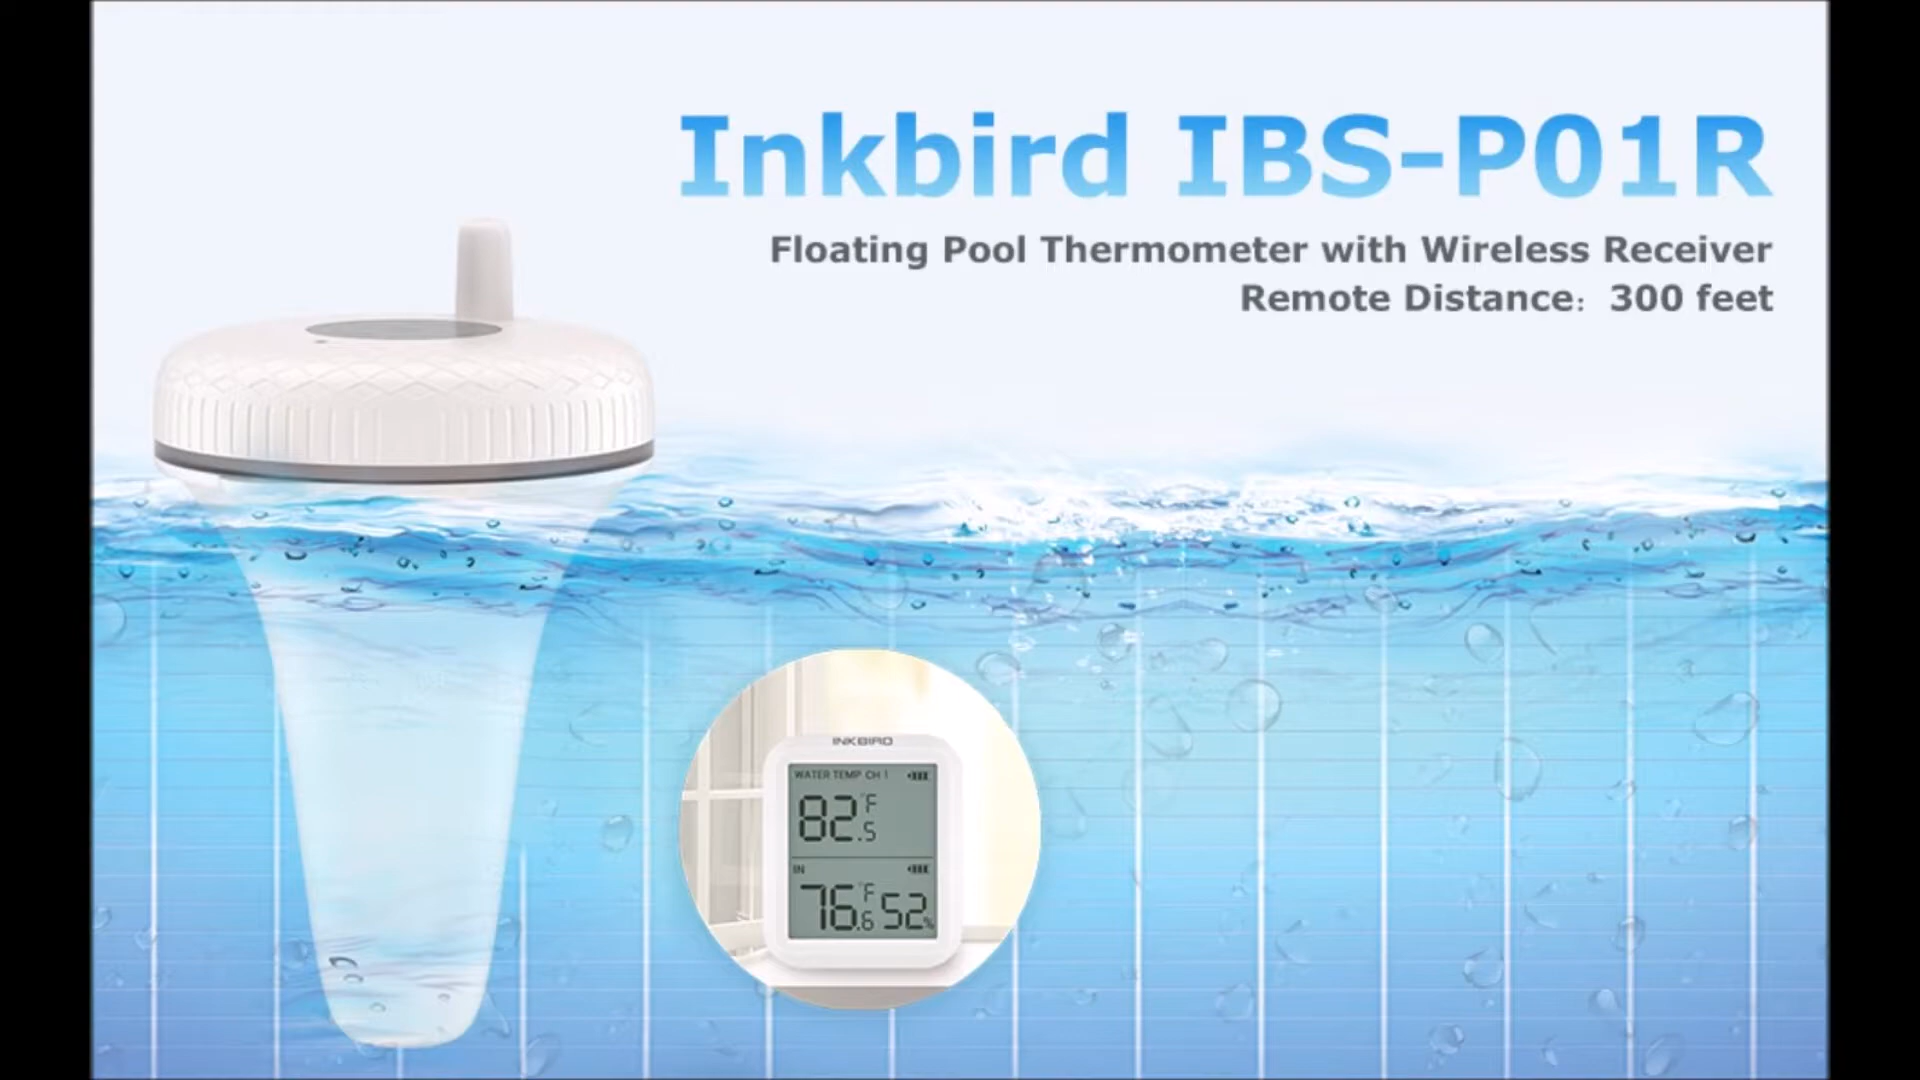 Inkbird IBS-P01R
Floating Pool Thermometer with Wireless Receiver
Remote Distance: 300 feet
INKBIRD
WATER TEMP CH 1
82.5 °F
IN
76.6 °F 52%